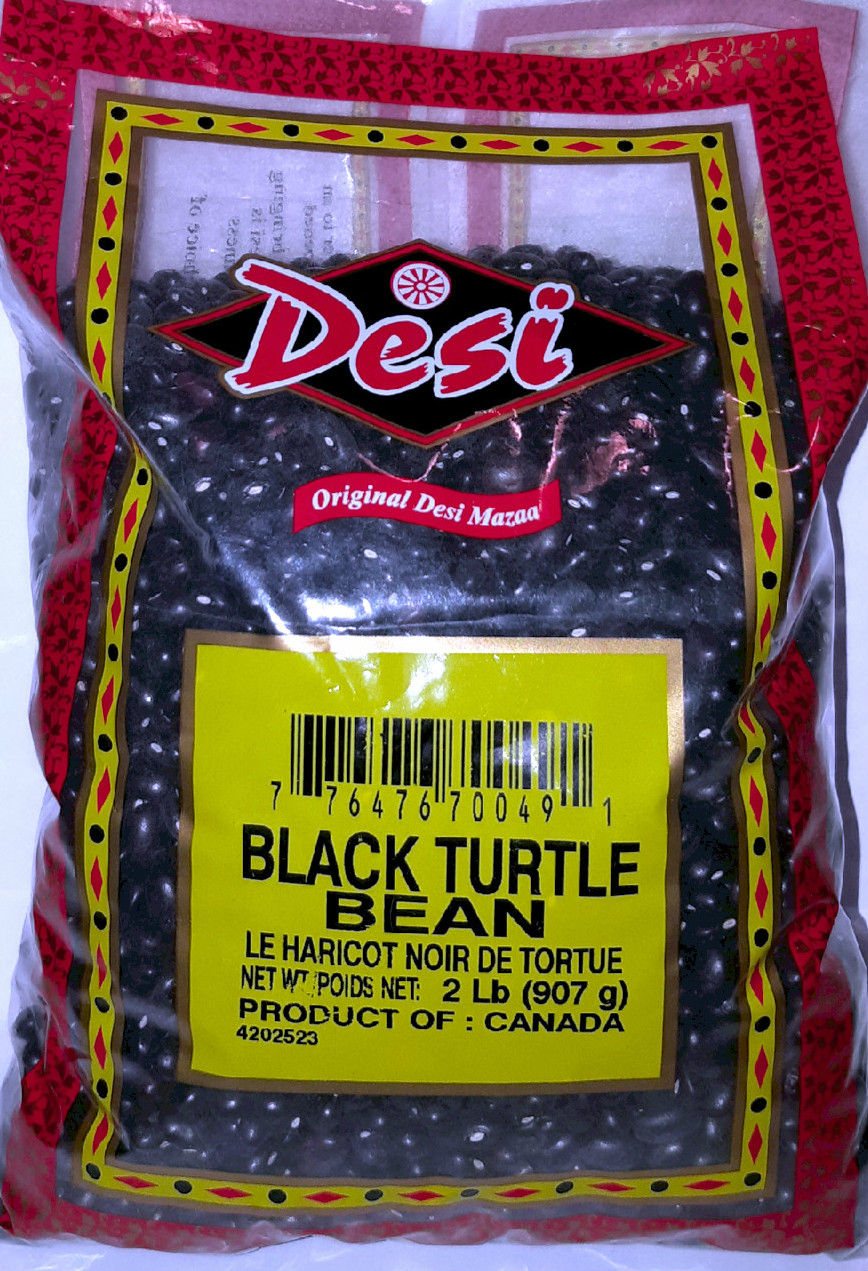 Desi
Original Desi Mazaa
7 76476 70049 1
BLACK TURTLE
BEAN
LE HARICOT NOIR DE TORTUE
NET WT./POIDS NET: 2 Lb (907 g)
PRODUCT OF : CANADA
4202523